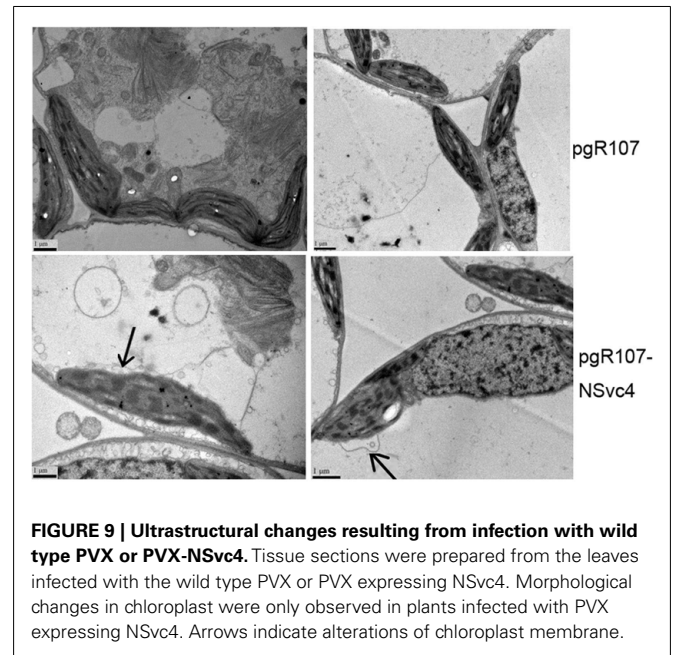 pgR107
1 µm
1 µm
pgR107-
NSvc4
1 µm
1 µm
FIGURE 9 | Ultrastructural changes resulting from infection with wild
type PVX or PVX-NSvc4. Tissue sections were prepared from the leaves
infected with the wild type PVX or PVX expressing NSvc4. Morphological
changes in chloroplast were only observed in plants infected with PVX
expressing NSvc4. Arrows indicate alterations of chloroplast membrane.